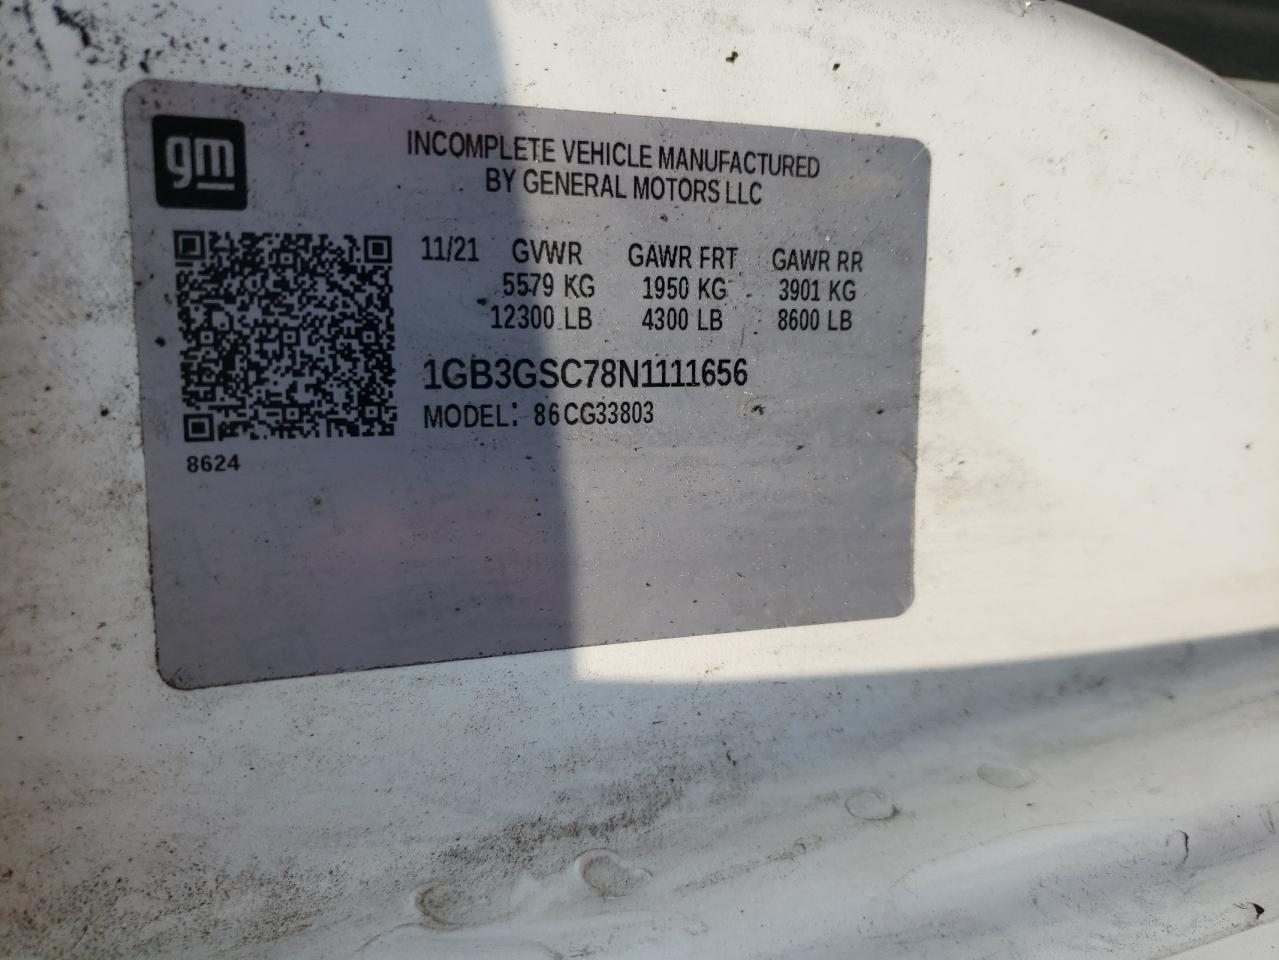 gm
INCOMPLETE VEHICLE MANUFACTURED
BY GENERAL MOTORS LLC
11/21 GVWR GAWR FRT GAWR RR
5579 KG 1950 KG 3901 KG
12300 LB 4300 LB 8600 LB
1GB3GSC78N1111656
MODEL: 86CG33803
8624